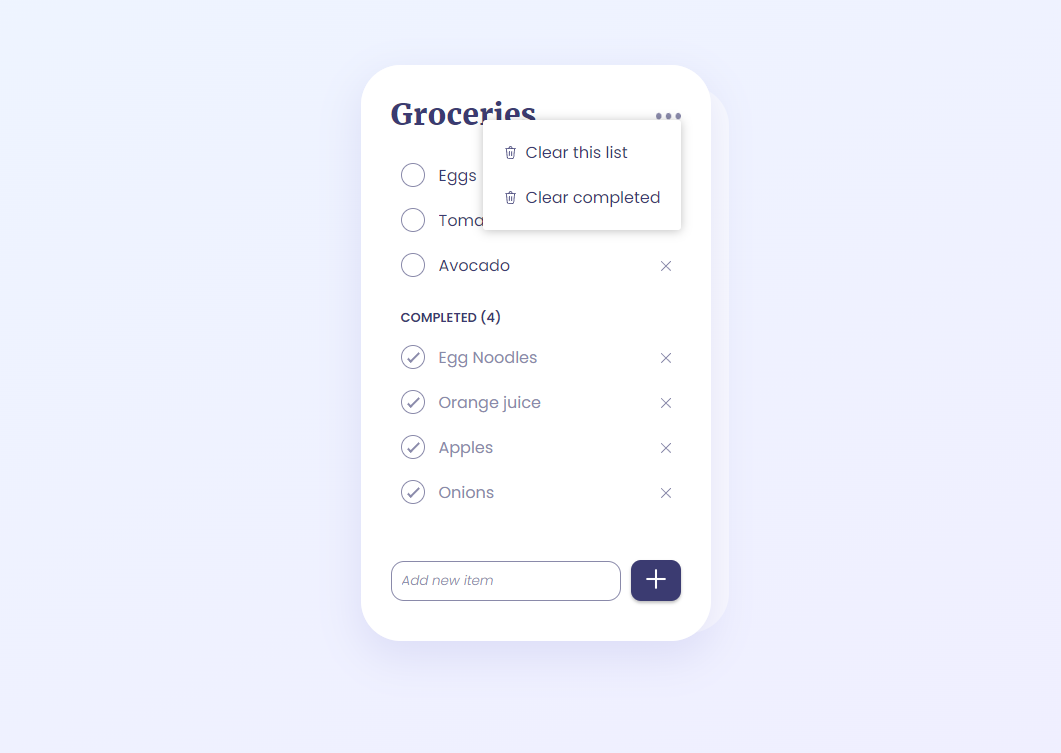 Groceries
Clear this list
Eggs
Clear completed
Avocado
COMPLETED (4)
Egg Noodles
Orange juice
Apples
Onions
Add new item